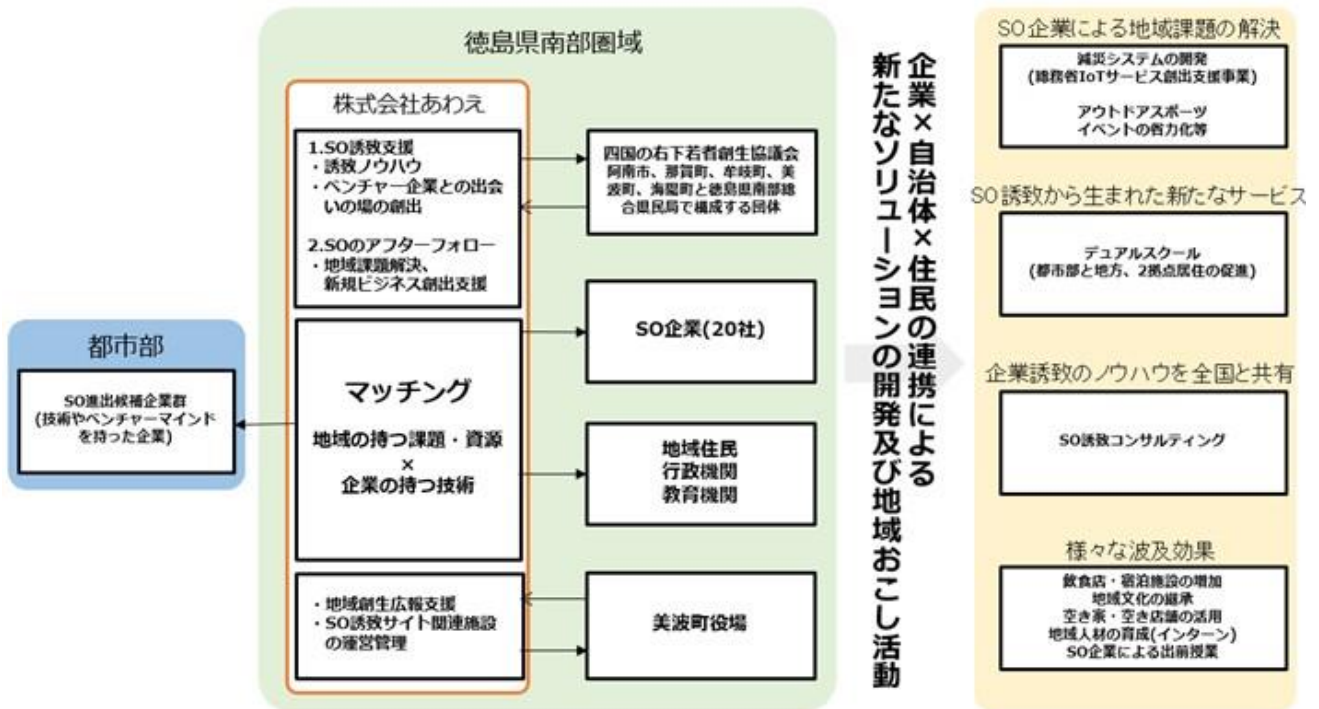 都市部
SO進出候補企業群
(技術やベンチャーマインド
を持った企業)
徳島県南部圏域
株式会社あわえ
1.SO誘致支援
・誘致ノウハウ
・ベンチャー企業との出会
いの場の創出
2.SOのアフターフォロー
・地域課題解決、
新規ビジネス創出支援
マッチング
地域の持つ課題・資源
×
企業の持つ技術
・地域創生広報支援
・SO誘致サイト関連施設
の運営管理
四国の右下若者創生協議会
阿南市、那賀町、牟岐町、美
波町、海陽町と徳島県南部総
合県民局で構成する団体
SO企業(20社)
地域住民
行政機関
教育機関
美波町役場
企業×自治体×住民の連携による
新たなソリューションの開発及び地域おこし活動
SO企業による地域課題の解決
減災システムの開発
(総務省IoTサービス創出支援事業)
アウトドアスポーツ
イベントの省力化等
SO誘致から生まれた新たなサービス
デュアルスクール
(都市部と地方、2拠点居住の促進)
企業誘致のノウハウを全国と共有
SO誘致コンサルティング
様々な波及効果
飲食店・宿泊施設の増加
地域文化の継承
空き家・空き店舗の活用
地域人材の育成(インターン)
SO企業による出前授業